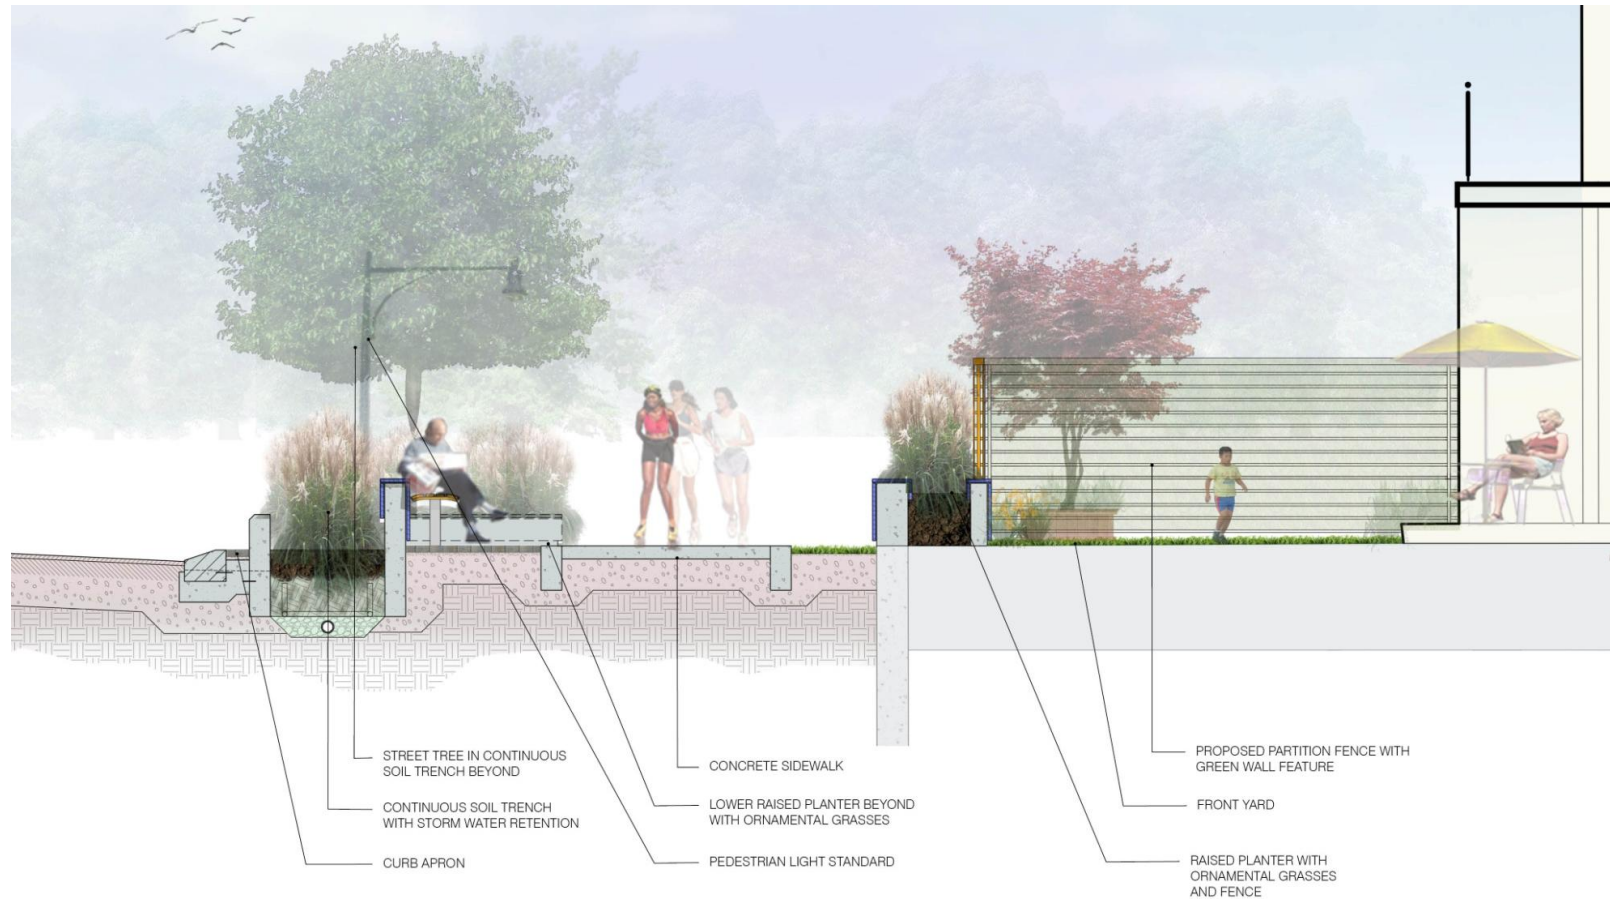 STREET TREE IN CONTINUOUS
SOIL TRENCH BEYOND
CONTINUOUS SOIL TRENCH
WITH STORM WATER RETENTION
CURB APRON
CONCRETE SIDEWALK
LOWER RAISED PLANTER BEYOND
WITH ORNAMENTAL GRASSES
PEDESTRIAN LIGHT STANDARD
PROPOSED PARTITION FENCE WITH
GREEN WALL FEATURE
FRONT YARD
RAISED PLANTER WITH
ORNAMENTAL GRASSES
AND FENCE